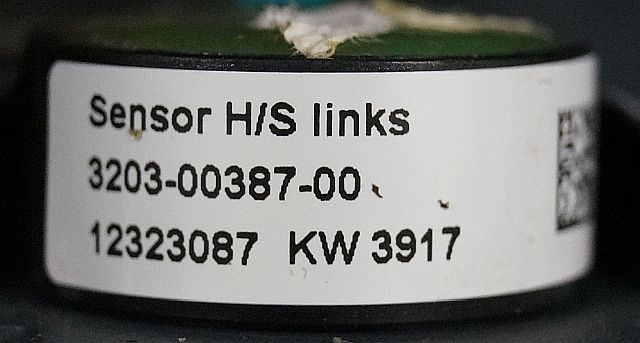 Sensor H/S links
3203-00387-00
12323087 KW 3917